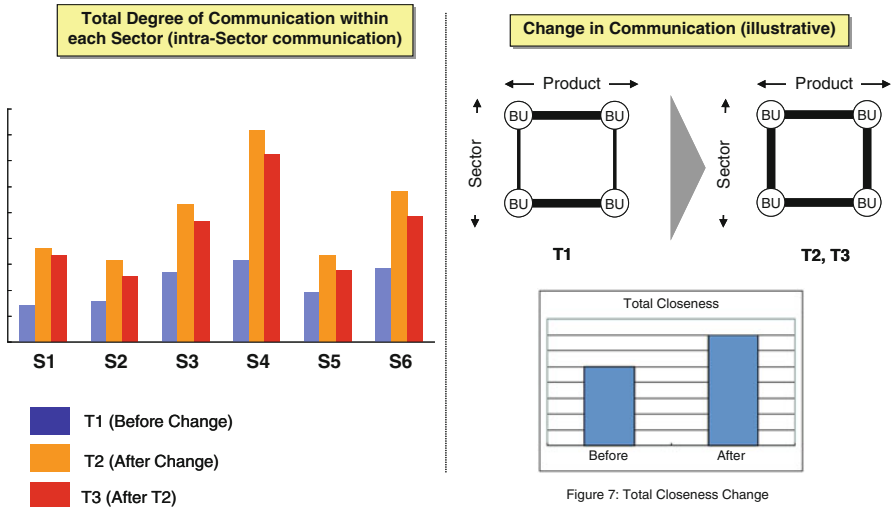 Total Degree of Communication within
each Sector (intra-Sector communication)
S1 S2 S3 S4 S5 S6
T1 (Before Change)
T2 (After Change)
T3 (After T2)
Change in Communication (illustrative)
Product
Sector
BU BU
BU BU
T1
Product
Sector
BU BU
BU BU
T2, T3
Total Closeness
Before After
Figure 7: Total Closeness Change